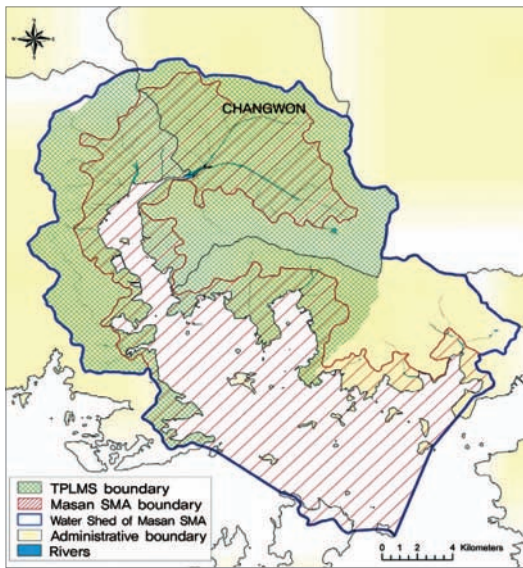 CHANGWON
TPLMS boundary
Masan SMA boundary
Water Shed of Masan SMA
Administrative boundary
Rivers
0 1 2 4 Kilometers